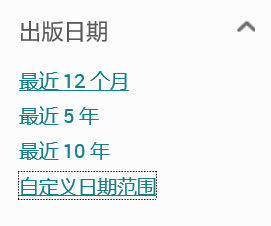 出版日期
最近 12 个月
最近 5 年
最近 10 年
自定义日期范围